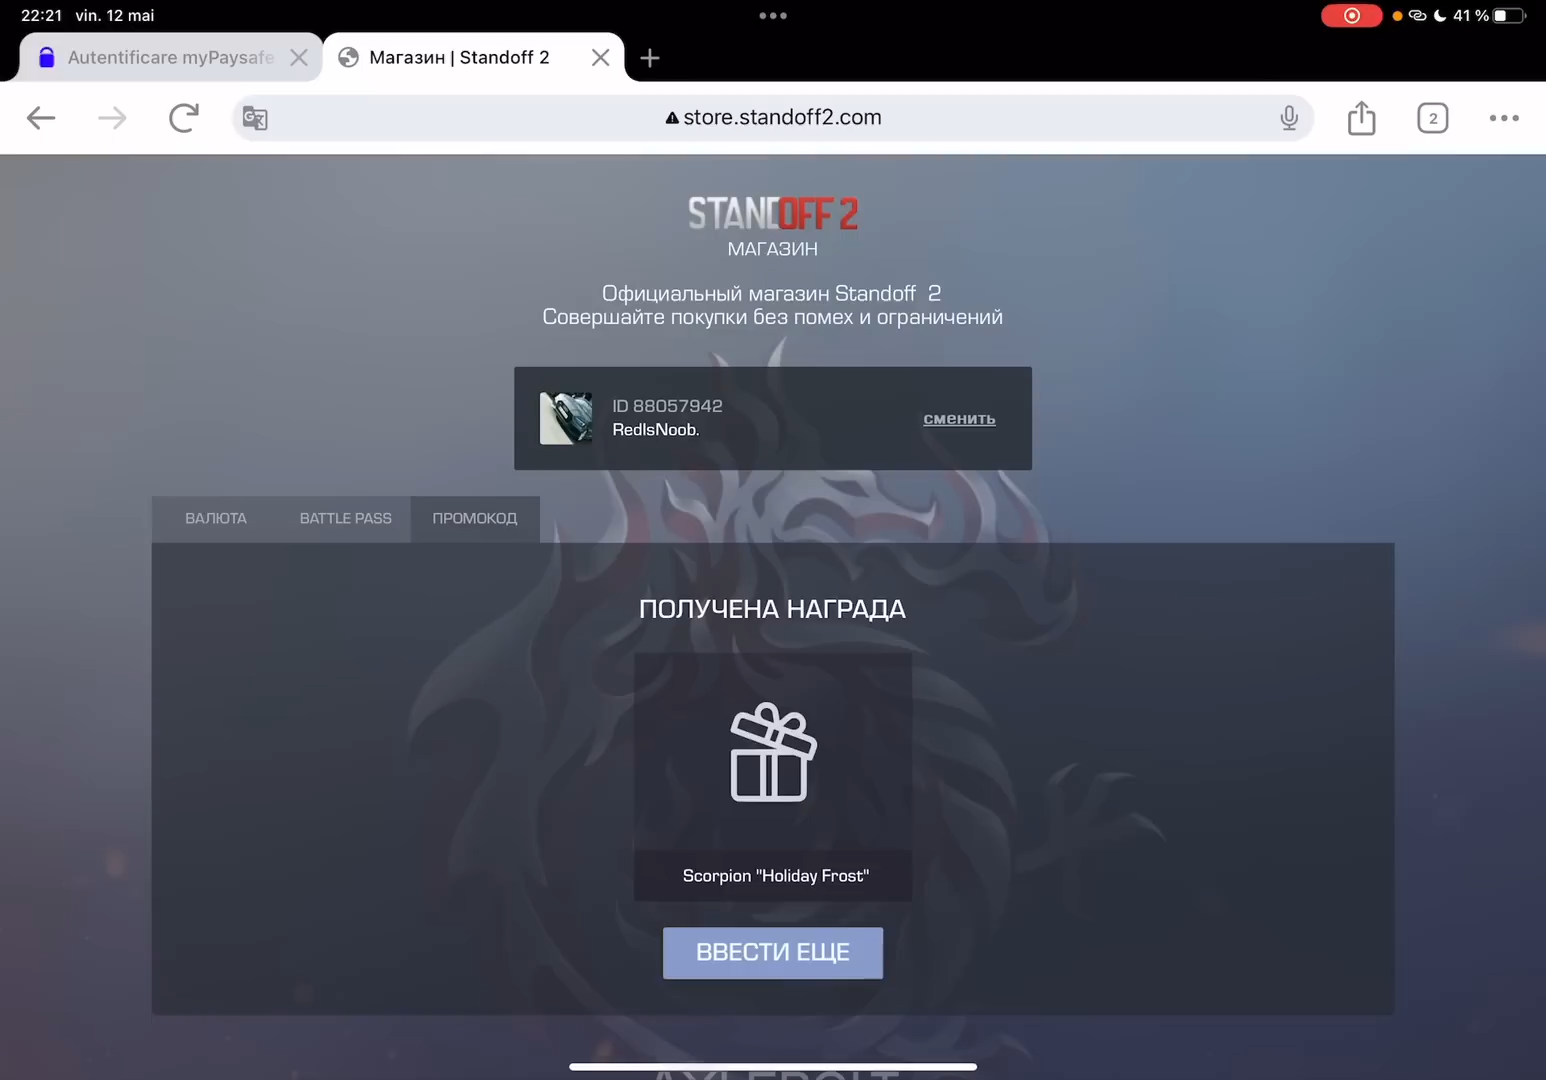 22:21 vin. 12 mai
41 %
Autentificare myPaysafe
Магазин | Standoff 2
store.standoff2.com
2
STANDOFF 2
МАГАЗИН
Официальный магазин Standoff 2
Совершайте покупки без помех и ограничений
ID 88057942
RedIsNoob.
сменить
ВАЛЮТА
BATTLE PASS
ПРОМОКОД
ПОЛУЧЕНА НАГРАДА
Scorpion "Holiday Frost"
ВВЕСТИ ЕЩЕ
AXLEBOLT